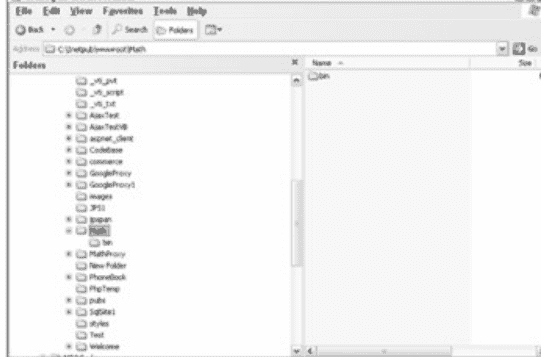 File Edit View Favorites Tools Help
Back Search Folders
Address C:\Inetpub\wwwroot\Math Go
Folders
Name Size
_vti_pvt
_vti_script
_vti_txt
AjaxTest
AjaxTestVB
aspnet_client
CodeBase
commerce
GoogleProxy
GoogleProxy1
images
JPS1
Math
bin
MathProxy
New Folder
PhoneBook
PhpTemp
pubs
SqlSite1
styles
Test
Welcome
bin